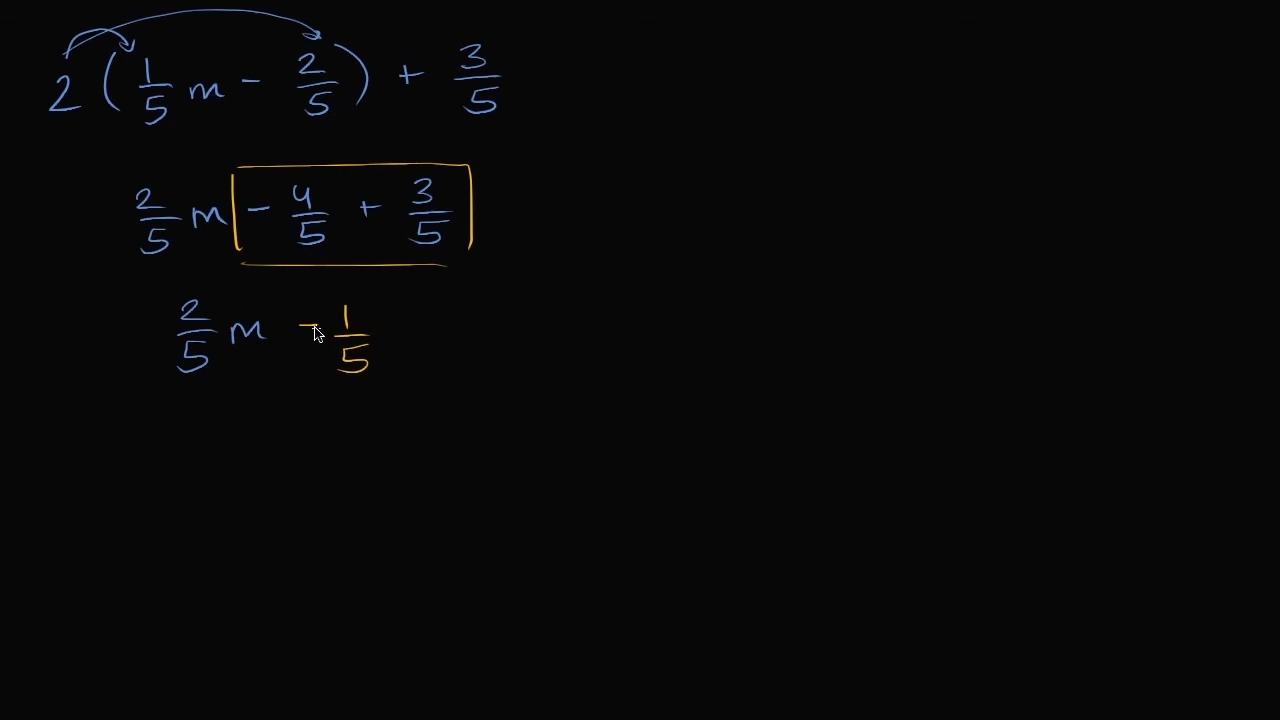 2 ( 1/5 m - 2/5 ) + 3/5
2/5 m - 4/5 + 3/5
2/5 m - 1/5